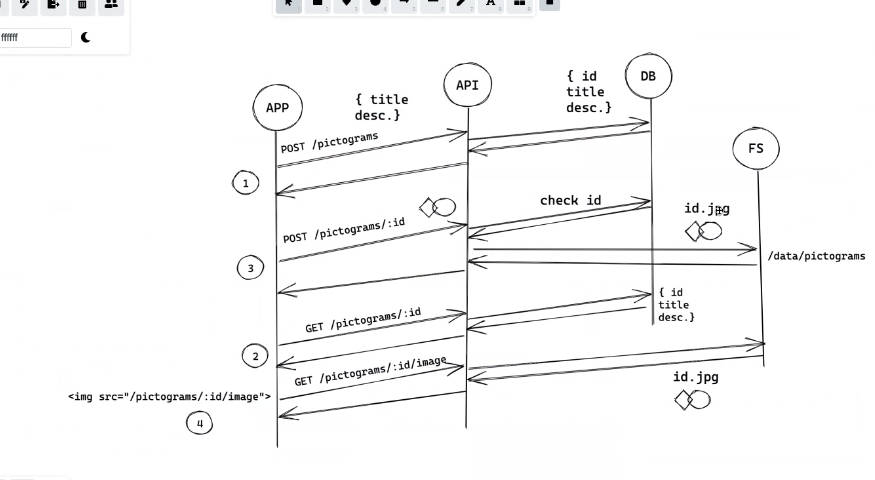 ffffff
A
DB
API
{ id
title
desc.}
APP
{ title
desc.}
POST /pictograms
FS
1
check id
id.jpg
POST /pictograms/:id
/data/pictograms
3
{ id
title
desc.}
GET /pictograms/:id
2
GET /pictograms/:id/image
id.jpg
<img src="/pictograms/:id/image">
4